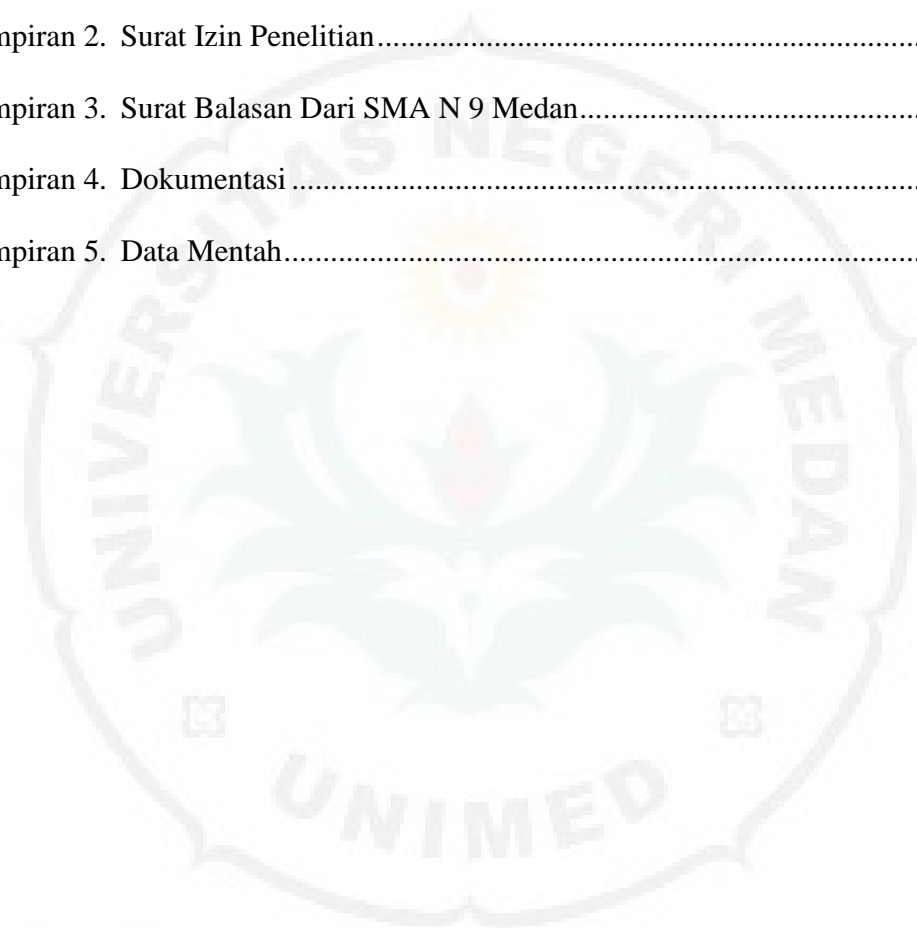 mpiran 2. Surat Izin Penelitian......................................................................
mpiran 3. Surat Balasan Dari SMA N 9 Medan............................................
mpiran 4. Dokumentasi.................................................................................
mpiran 5. Data Mentah..................................................................................
UNIVERSITAS NEGERI MEDAN
UNIMED